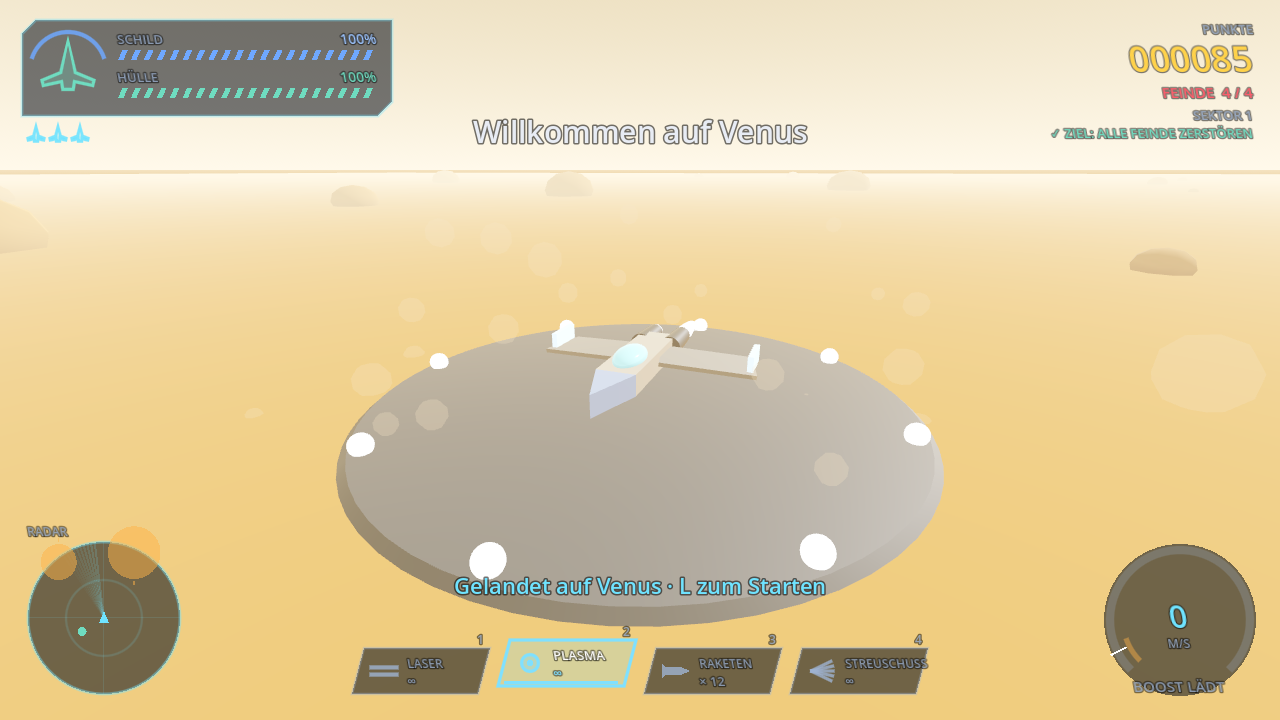 SCHILD 100%
HÜLLE 100%
PUNKTE
000085
FEINDE 4 / 4
SEKTOR 1
✓ ZIEL: ALLE FEINDE ZERSTÖREN
Willkommen auf Venus
RADAR
Gelandet auf Venus · L zum Starten
1
LASER
∞
2
PLASMA
∞
3
RAKETEN
× 12
4
STREUSCHUSS
∞
0
M/S
BOOST LÄDT